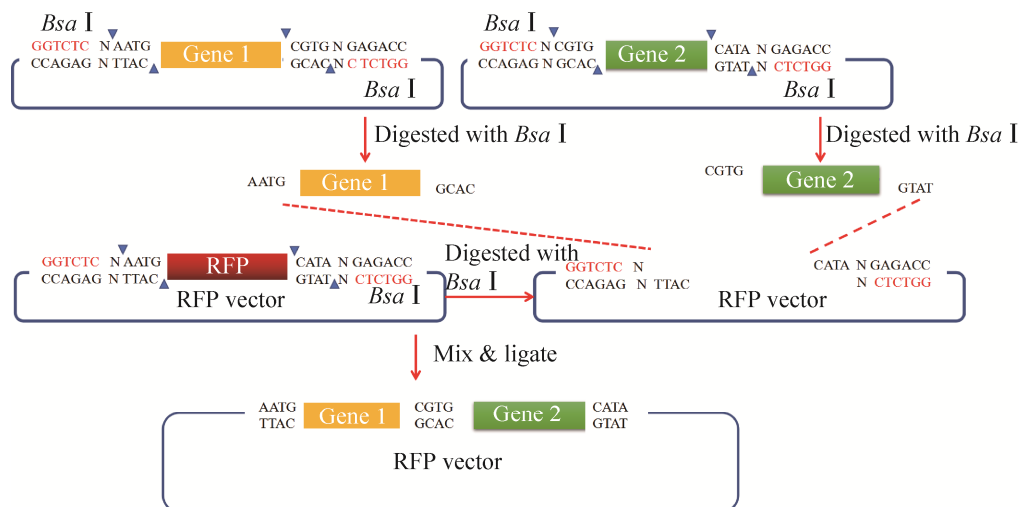 Bsa I
GGTCTC N AATG
CCAGAG N TTAC
Gene 1
CGTG N GAGACC
GCAC N CTCTGG
Bsa I
Bsa I
GGTCTC N CGTG
CCAGAG N GCAC
Gene 2
CATA N GAGACC
GTAT N CTCTGG
Bsa I
Digested with Bsa I
Digested with Bsa I
AATG
Gene 1
GCAC
CGTG
Gene 2
GTAT
GGTCTC N AATG
CCAGAG N TTAC
RFP
CATA N GAGACC
GTAT N CTCTGG
Bsa I
RFP vector
Digested with
Bsa I
GGTCTC N
CCAGAG N TTAC
CATA N GAGACC
N CTCTGG
RFP vector
Mix & ligate
AATG
TTAC
Gene 1
CGTG
GCAC
Gene 2
CATA
GTAT
RFP vector